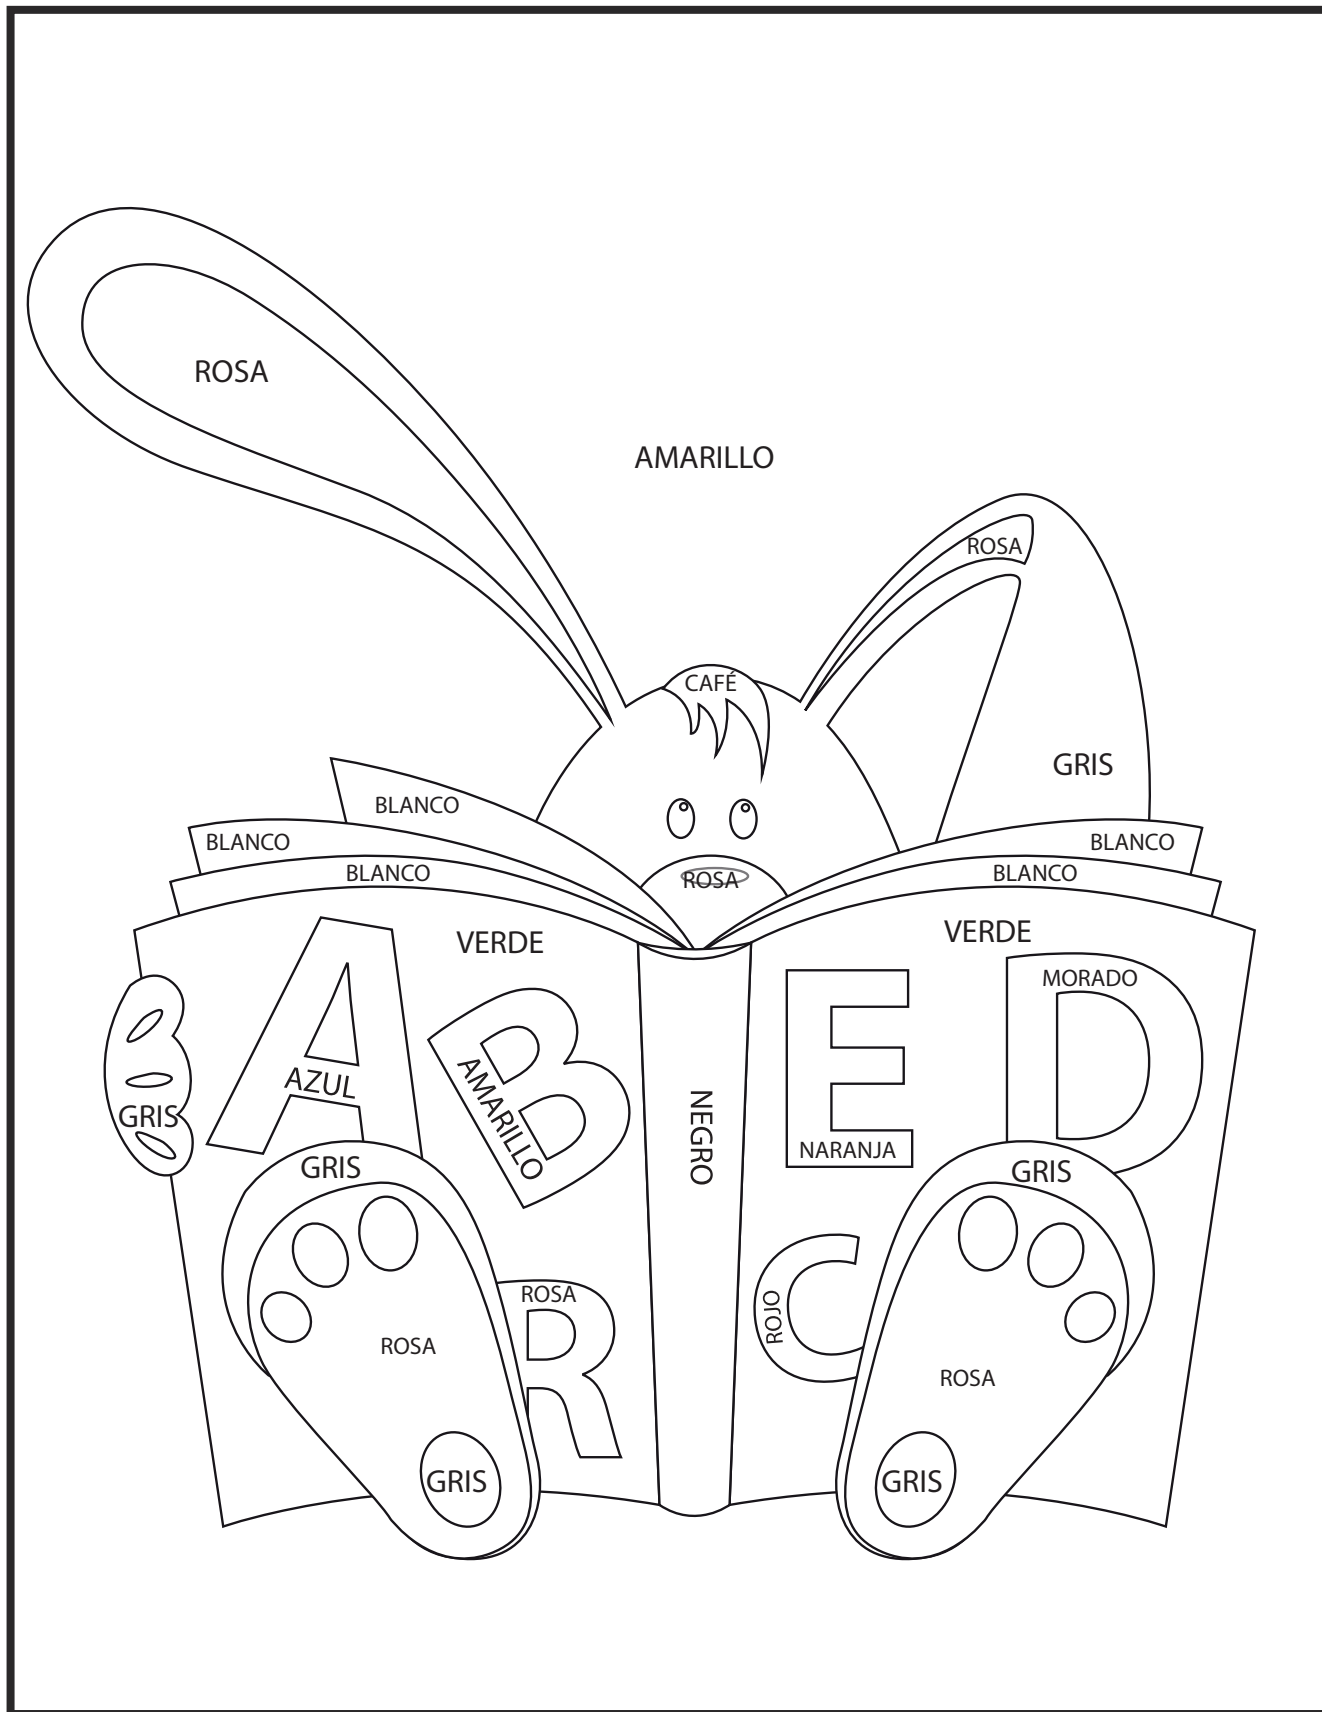 ROSA
AMARILLO
ROSA
CAFÉ
GRIS
BLANCO
BLANCO
BLANCO
ROSA
BLANCO
BLANCO
VERDE
VERDE
A
AZUL
B
AMARILLO
NEGRO
E
NARANJA
D
MORADO
GRIS
GRIS
GRIS
R
ROSA
C
ROJO
ROSA
ROSA
GRIS
GRIS